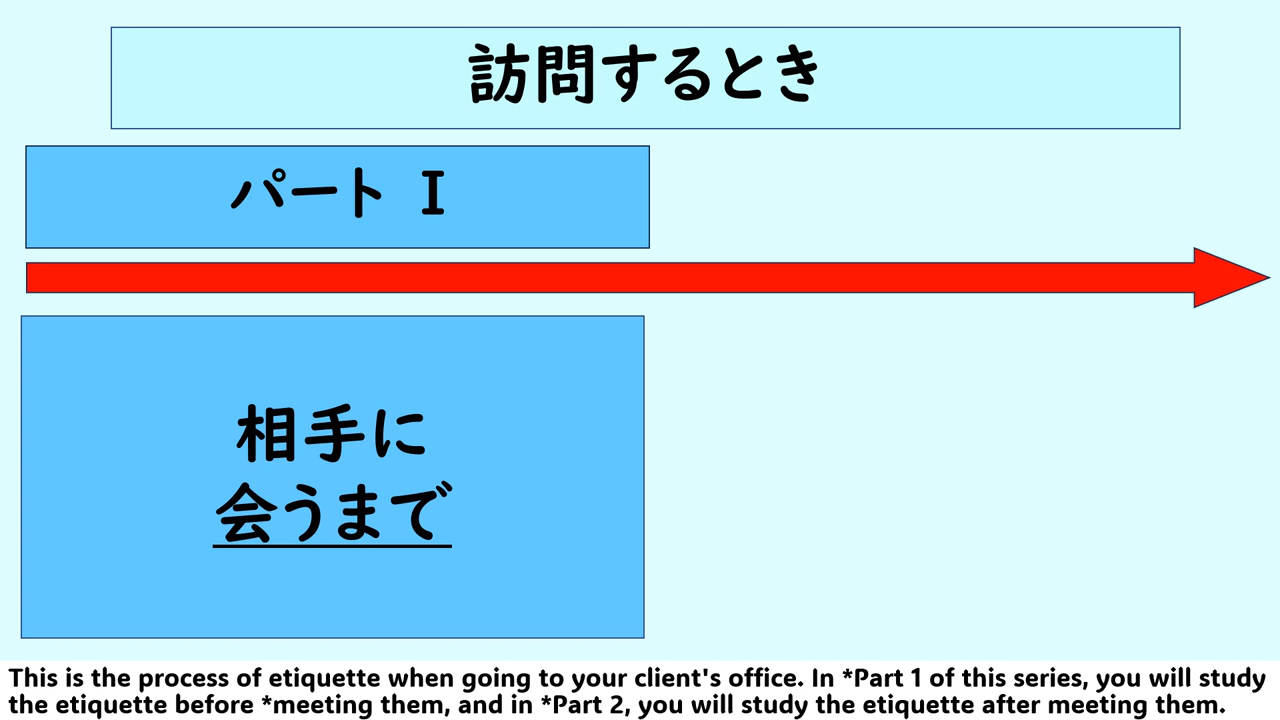 訪問するとき
パート Ⅰ
相手に
会うまで
This is the process of etiquette when going to your client's office. In *Part 1 of this series, you will study
the etiquette before *meeting them, and in *Part 2, you will study the etiquette after meeting them.